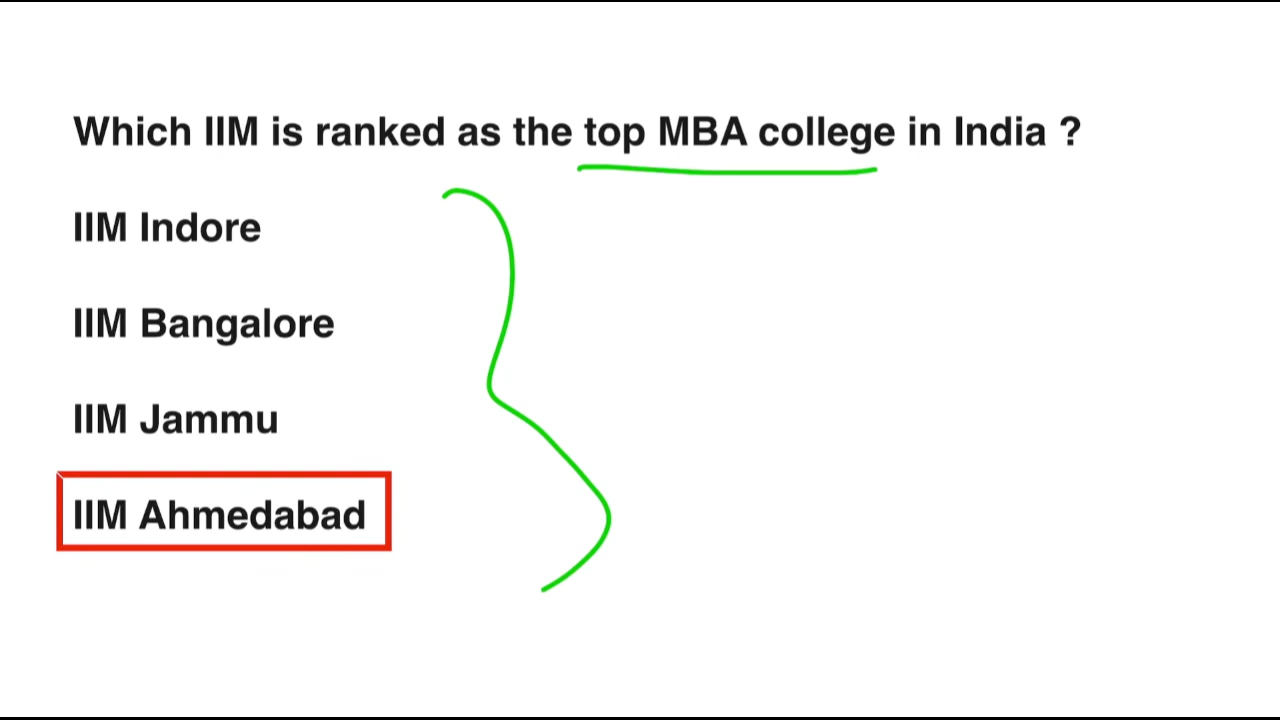 Which IIM is ranked as the top MBA college in India ?
IIM Indore
IIM Bangalore
IIM Jammu
IIM Ahmedabad